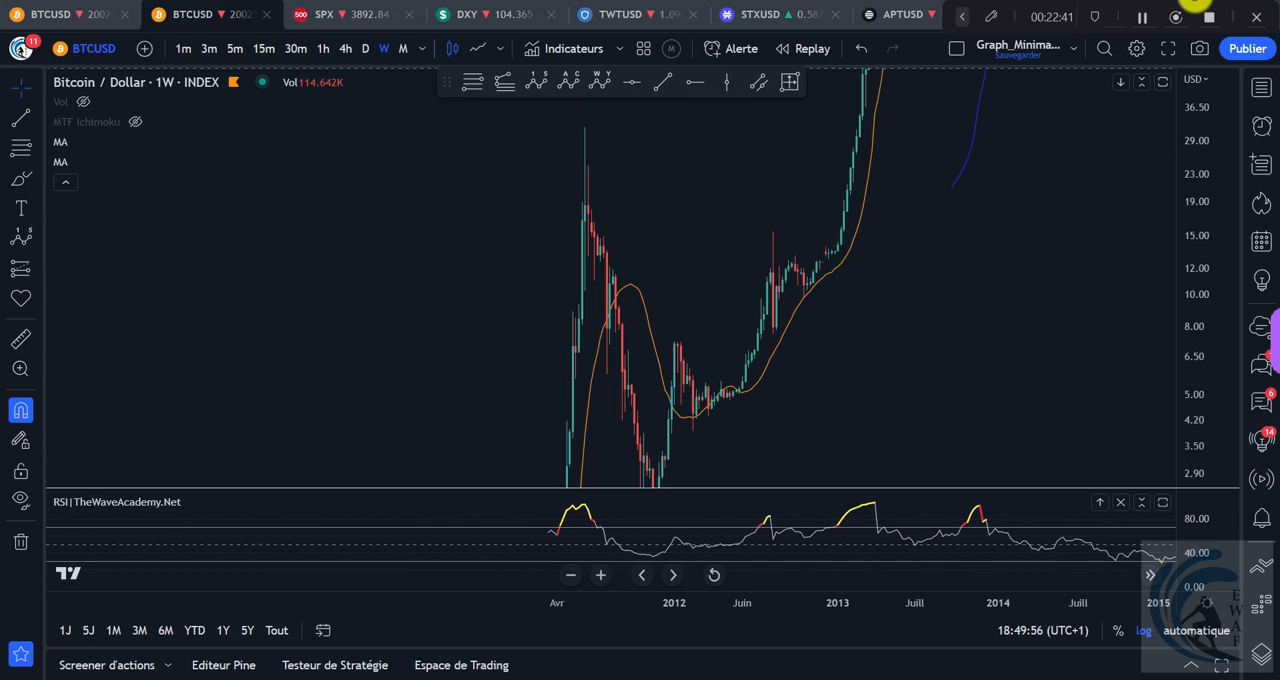 BTCUSD ▼ 2002
BTCUSD ▼ 2002
500 SPX ▼ 3892.84
DXY ▼ 104.365
TWTUSD ▼ 1.09
STXUSD ▲ 0.587
APTUSD ▼
00:22:41
11
BTCUSD
1m 3m 5m 15m 30m 1h 4h D W M
Indicateurs
M
Alerte
Replay
Graph_Minima...
Sauvegarder
Publier
Bitcoin / Dollar · 1W · INDEX
Vol 114.642K
1 5
A C
W Y
USD
Vol
MTF Ichimoku
MA
MA
36.50
29.00
23.00
19.00
15.00
12.00
10.00
8.00
6.50
5.00
4.20
3.50
2.90
6
14
RSI | TheWaveAcademy.Net
80.00
40.00
0.00
Avr 2012 Juin 2013 Juill 2014 Juill 2015
E
W
A
F
1J 5J 1M 3M 6M YTD 1Y 5Y Tout
18:49:56 (UTC+1)
% log automatique
Screener d'actions
Editeur Pine
Testeur de Stratégie
Espace de Trading